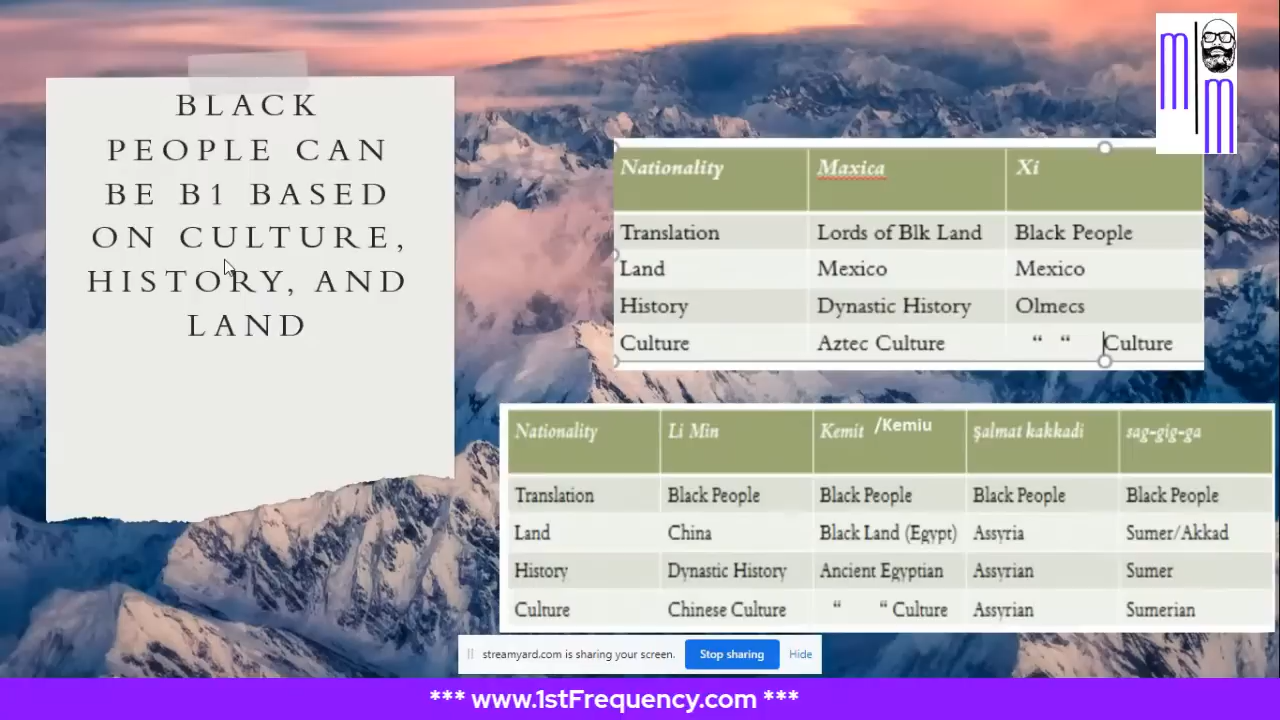 BLACK
PEOPLE CAN
BE B1 BASED
ON CULTURE,
HISTORY, AND
LAND
m
m
Nationality Maxica Xi
Translation Lords of Blk Land Black People
Land Mexico Mexico
History Dynastic History Olmecs
Culture Aztec Culture “ “ Culture
Nationality Li Min Kemit /Kemiu şalmat kakkadi sag-gig-ga
Translation Black People Black People Black People Black People
Land China Black Land (Egypt) Assyria Sumer/Akkad
History Dynastic History Ancient Egyptian Assyrian Sumer
Culture Chinese Culture “ “ Culture Assyrian Sumerian
streamyard.com is sharing your screen. Stop sharing Hide
*** www.1stFrequency.com ***